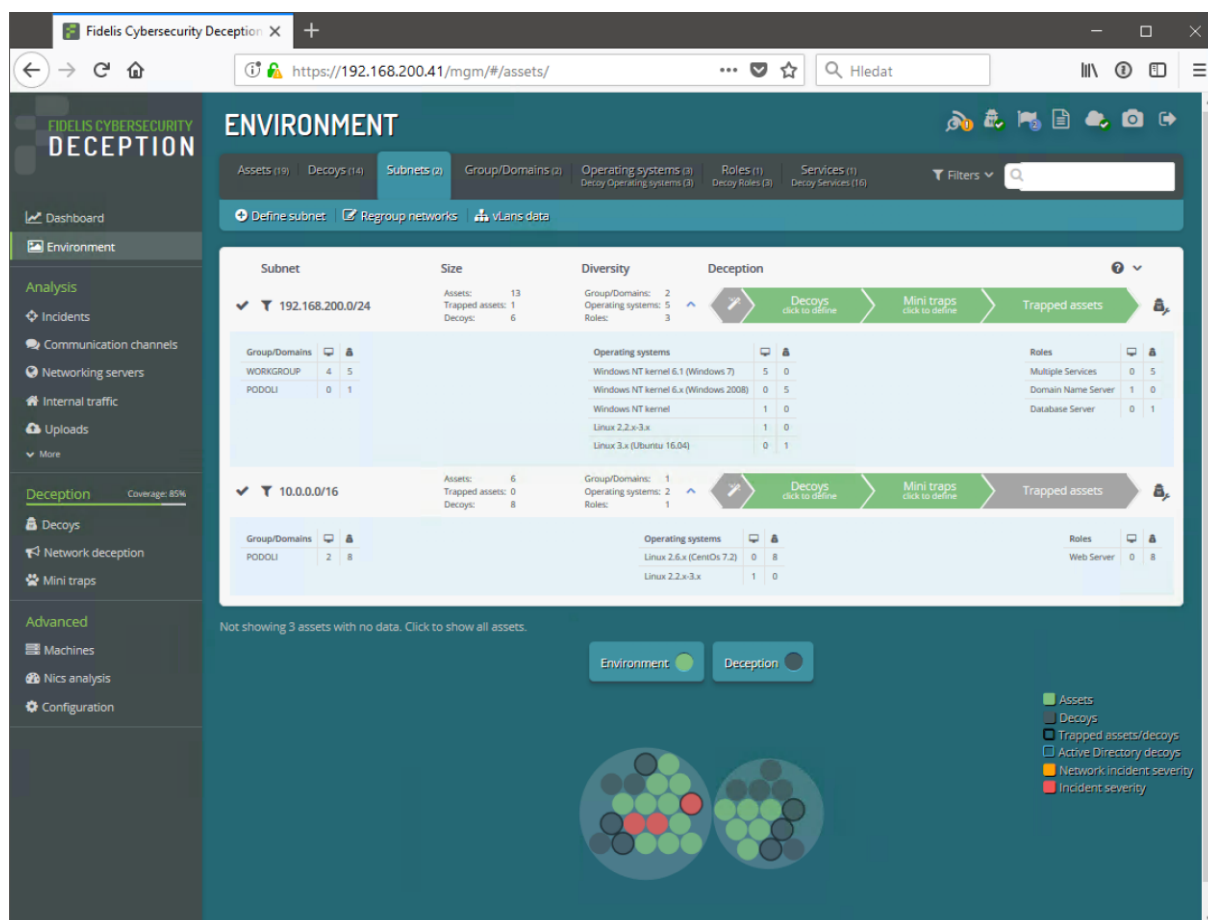 Fidelis Cybersecurity Deception
https://192.168.200.41/mgm/#/assets/
Hledat
FIDELIS CYBERSECURITY
DECEPTION
Dashboard
Environment
Analysis
Incidents
Communication channels
Networking servers
Internal traffic
Uploads
More
Deception Coverage: 85%
Decoys
Network deception
Mini traps
Advanced
Machines
Nics analysis
Configuration
ENVIRONMENT
Assets (19) Decoys (14) Subnets (2) Group/Domains (2) Operating systems (3) Roles (1) Services (1) Filters
Decoy Operating systems (3) Decoy Roles (3) Decoy Services (16)
Define subnet Regroup networks vLans data
Subnet Size Diversity Deception
192.168.200.0/24
Assets: 13
Trapped assets: 1
Decoys: 6
Group/Domains: 2
Operating systems: 5
Roles: 3
Decoys
click to define
Mini traps
click to define
Trapped assets
Group/Domains
WORKGROUP 4 5
PODOLI 0 1
Operating systems
Windows NT kernel 6.1 (Windows 7) 5 0
Windows NT kernel 6.x (Windows 2008) 0 5
Windows NT kernel 1 0
Linux 2.2.x-3.x 1 0
Linux 3.x (Ubuntu 16.04) 0 1
Roles
Multiple Services 0 5
Domain Name Server 1 0
Database Server 0 1
10.0.0.0/16
Assets: 6
Trapped assets: 0
Decoys: 8
Group/Domains: 1
Operating systems: 2
Roles: 1
Decoys
click to define
Mini traps
click to define
Trapped assets
Group/Domains
PODOLI 2 8
Operating systems
Linux 2.6.x (CentOs 7.2) 0 8
Linux 2.2.x-3.x 1 0
Roles
Web Server 0 8
Not showing 3 assets with no data. Click to show all assets.
Environment Deception
Assets
Decoys
Trapped assets/decoys
Active Directory decoys
Network incident severity
Incident severity